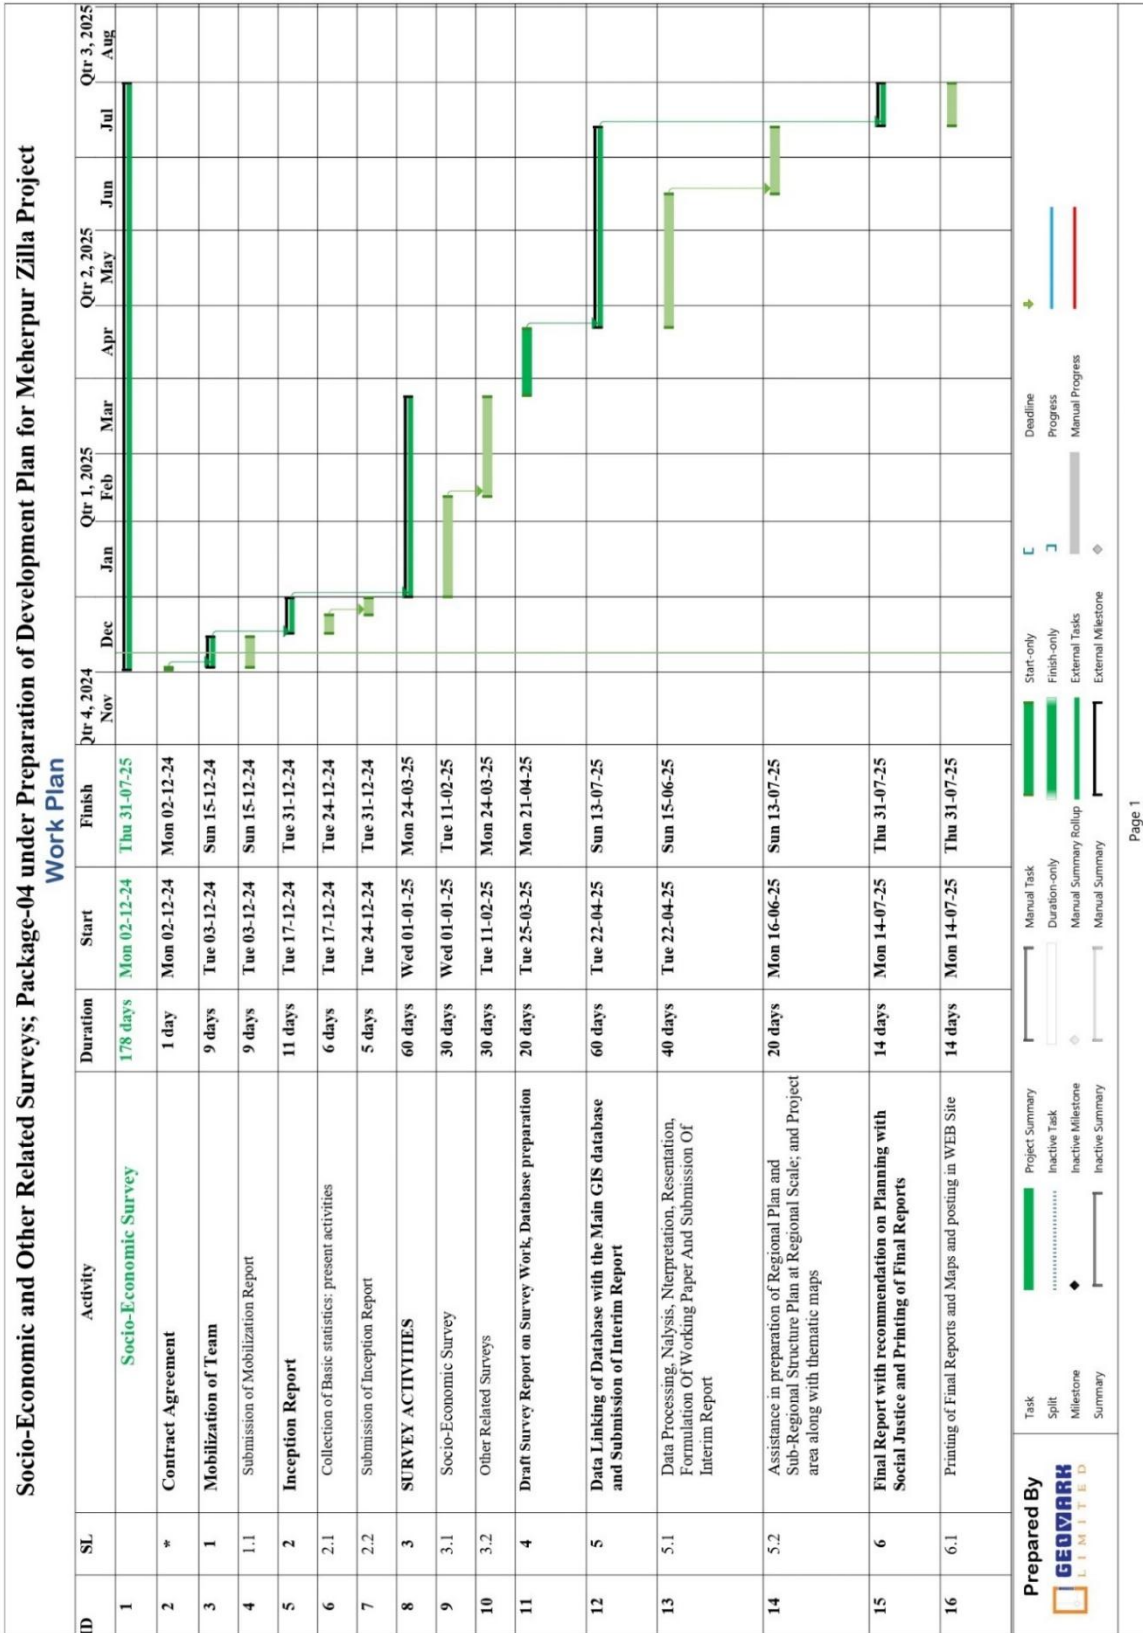 Socio-Economic and Other Related Surveys; Package-04 under Preparation of Development Plan for Meherpur Zilla Project
Work Plan
ID SL Activity Duration Start Finish Qtr 4, 2024 Qtr 1, 2025 Qtr 2, 2025 Qtr 3, 2025
Nov Dec Jan Feb Mar Apr May Jun Jul Aug
1 Socio-Economic Survey 178 days Mon 02-12-24 Thu 31-07-25
2 * Contract Agreement 1 day Mon 02-12-24 Mon 02-12-24
3 1 Mobilization of Team 9 days Tue 03-12-24 Sun 15-12-24
4 1.1 Submission of Mobilization Report 9 days Tue 03-12-24 Sun 15-12-24
5 2 Inception Report 11 days Tue 17-12-24 Tue 31-12-24
6 2.1 Collection of Basic statistics: present activities 6 days Tue 17-12-24 Tue 24-12-24
7 2.2 Submission of Inception Report 5 days Tue 24-12-24 Tue 31-12-24
8 3 SURVEY ACTIVITIES 60 days Wed 01-01-25 Mon 24-03-25
9 3.1 Socio-Economic Survey 30 days Wed 01-01-25 Tue 11-02-25
10 3.2 Other Related Surveys 30 days Tue 11-02-25 Mon 24-03-25
11 4 Draft Survey Report on Survey Work, Database preparation 20 days Tue 25-03-25 Mon 21-04-25
12 5 Data Linking of Database with the Main GIS database 60 days Tue 22-04-25 Sun 13-07-25
and Submission of Interim Report
13 5.1 Data Processing, Nalysis, Nterpretation, Resentation, 40 days Tue 22-04-25 Sun 15-06-25
Formulation Of Working Paper And Submission Of
Interim Report
14 5.2 Assistance in preparation of Regional Plan and 20 days Mon 16-06-25 Sun 13-07-25
Sub-Regional Structure Plan at Regional Scale; and Project
area along with thematic maps
15 6 Final Report with recommendation on Planning with 14 days Mon 14-07-25 Thu 31-07-25
Social Justice and Printing of Final Reports
16 6.1 Printing of Final Reports and Maps and posting in WEB Site 14 days Mon 14-07-25 Thu 31-07-25
Prepared By
GEOMARK
LIMITED
Task Project Summary Manual Task Start-only Deadline
Split Inactive Task Duration-only Finish-only Progress
Milestone Inactive Milestone Manual Summary Rollup External Tasks Manual Progress
Summary Inactive Summary Manual Summary External Milestone
Page 1